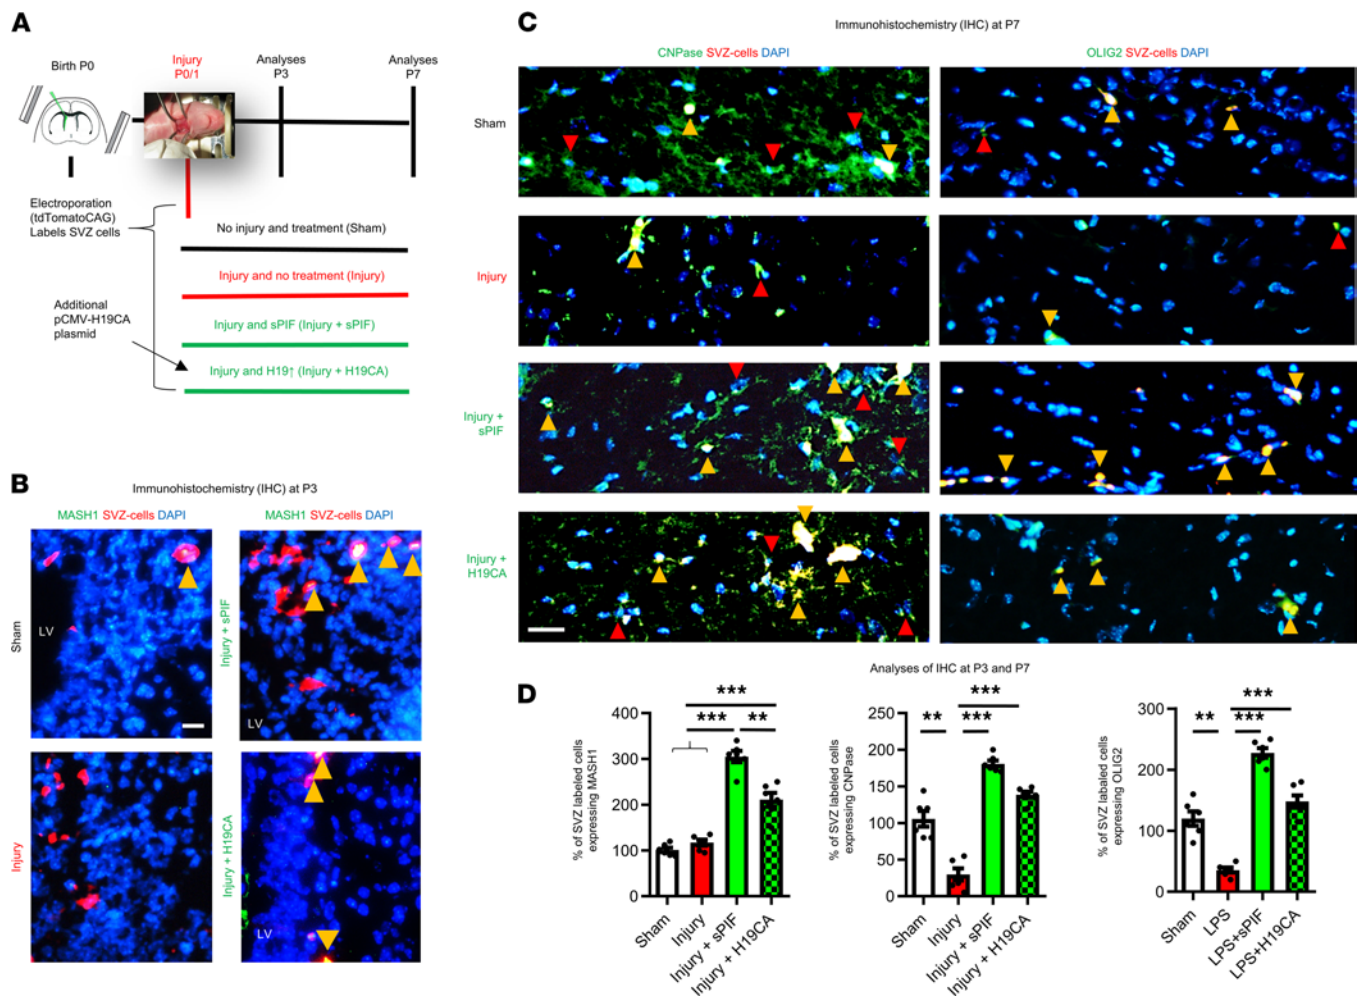 A
Birth P0
Injury
P0/1
Analyses
P3
Analyses
P7
Electroporation
(tdTomatoCAG)
Labels SVZ cells
No injury and treatment (Sham)
Injury and no treatment (Injury)
Additional
pCMV-H19CA
plasmid
Injury and sPIF (Injury + sPIF)
Injury and H19↑ (Injury + H19CA)
B
Immunohistochemistry (IHC) at P3
MASH1 SVZ-cells DAPI
MASH1 SVZ-cells DAPI
Sham
LV
Injury + sPIF
LV
Injury
Injury + H19CA
LV
C
Immunohistochemistry (IHC) at P7
CNPase SVZ-cells DAPI
OLIG2 SVZ-cells DAPI
Sham
Injury
Injury +
sPIF
Injury +
H19CA
D
Analyses of IHC at P3 and P7
% of SVZ labeled cells
expressing MASH1
400
300
200
100
0
***
***
**
Sham
Injury
Injury + sPIF
Injury + H19CA
% of SVZ labeled cells
expressing CNPase
250
200
150
100
50
0
***
**
***
Sham
Injury
Injury + sPIF
Injury + H19CA
% of SVZ labaled cells
expressing OLIG2
300
200
100
0
***
**
***
Sham
LPS
LPS+sPIF
LPS+H19CA